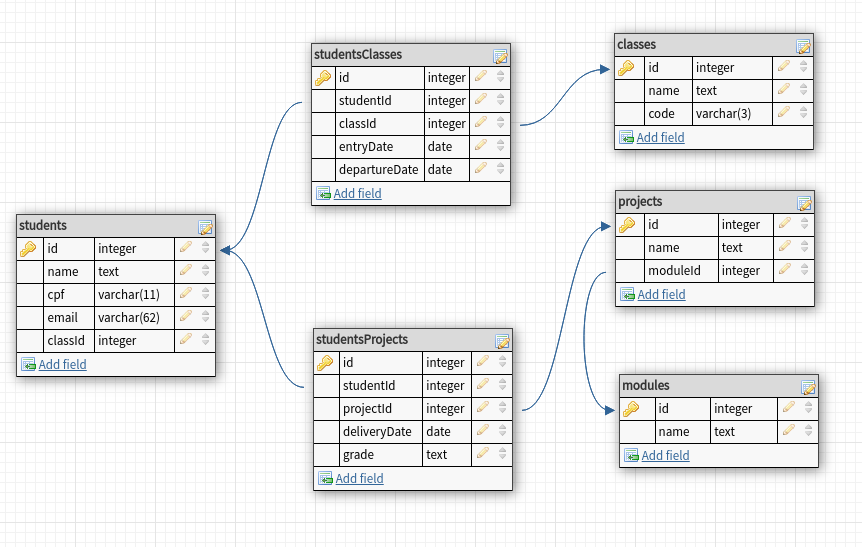 studentsClasses
id integer
studentId integer
classId integer
entryDate date
departureDate date
Add field
classes
id integer
name text
code varchar(3)
Add field
students
id integer
name text
cpf varchar(11)
email varchar(62)
classId integer
Add field
projects
id integer
name text
moduleId integer
Add field
studentsProjects
id integer
studentId integer
projectId integer
deliveryDate date
grade text
Add field
modules
id integer
name text
Add field